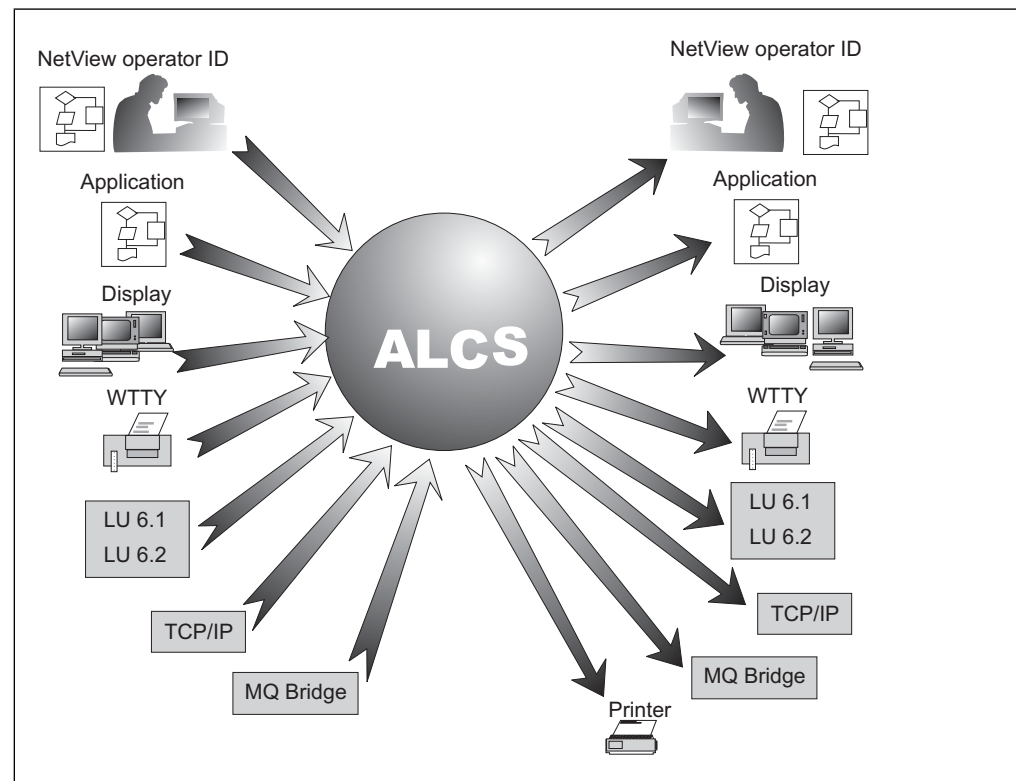 NetView operator ID
Application
Display
WTTY
LU 6.1
LU 6.2
TCP/IP
MQ Bridge
ALCS
NetView operator ID
Application
Display
WTTY
LU 6.1
LU 6.2
TCP/IP
MQ Bridge
Printer